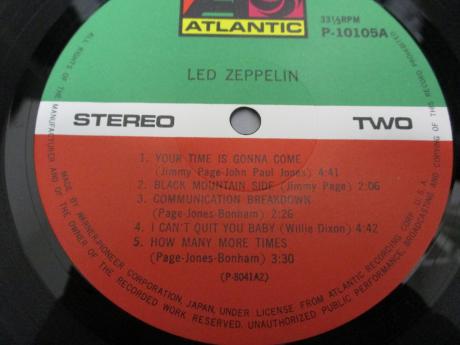 ATLANTIC
33⅓RPM
P-10105A
LED ZEPPELIN
STEREO TWO
1. YOUR TIME IS GONNA COME
(Jimmy Page-John Paul Jones) 4:41
2. BLACK MOUNTAIN SIDE (Jimmy Page) 2:06
3. COMMUNICATION BREAKDOWN
(Page-Jones-Bonham) 2:26
4. I CAN'T QUIT YOU BABY (Willie Dixon) 4:42
5. HOW MANY MORE TIMES
(Page-Jones-Bonham) 3:30
(P-8041A2)
MADE BY WARNER-PIONEER CORPORATION, JAPAN, UNDER LICENSE FROM ATLANTIC RECORDING CORP. U.S.A.
ALL RIGHTS OF THE MANUFACTURER AND OF THE OWNER OF THE RECORDED WORK RESERVED. UNAUTHORIZED PUBLIC PERFORMANCE, BROADCASTING AND COPYING OF THIS RECORD PROHIBITED